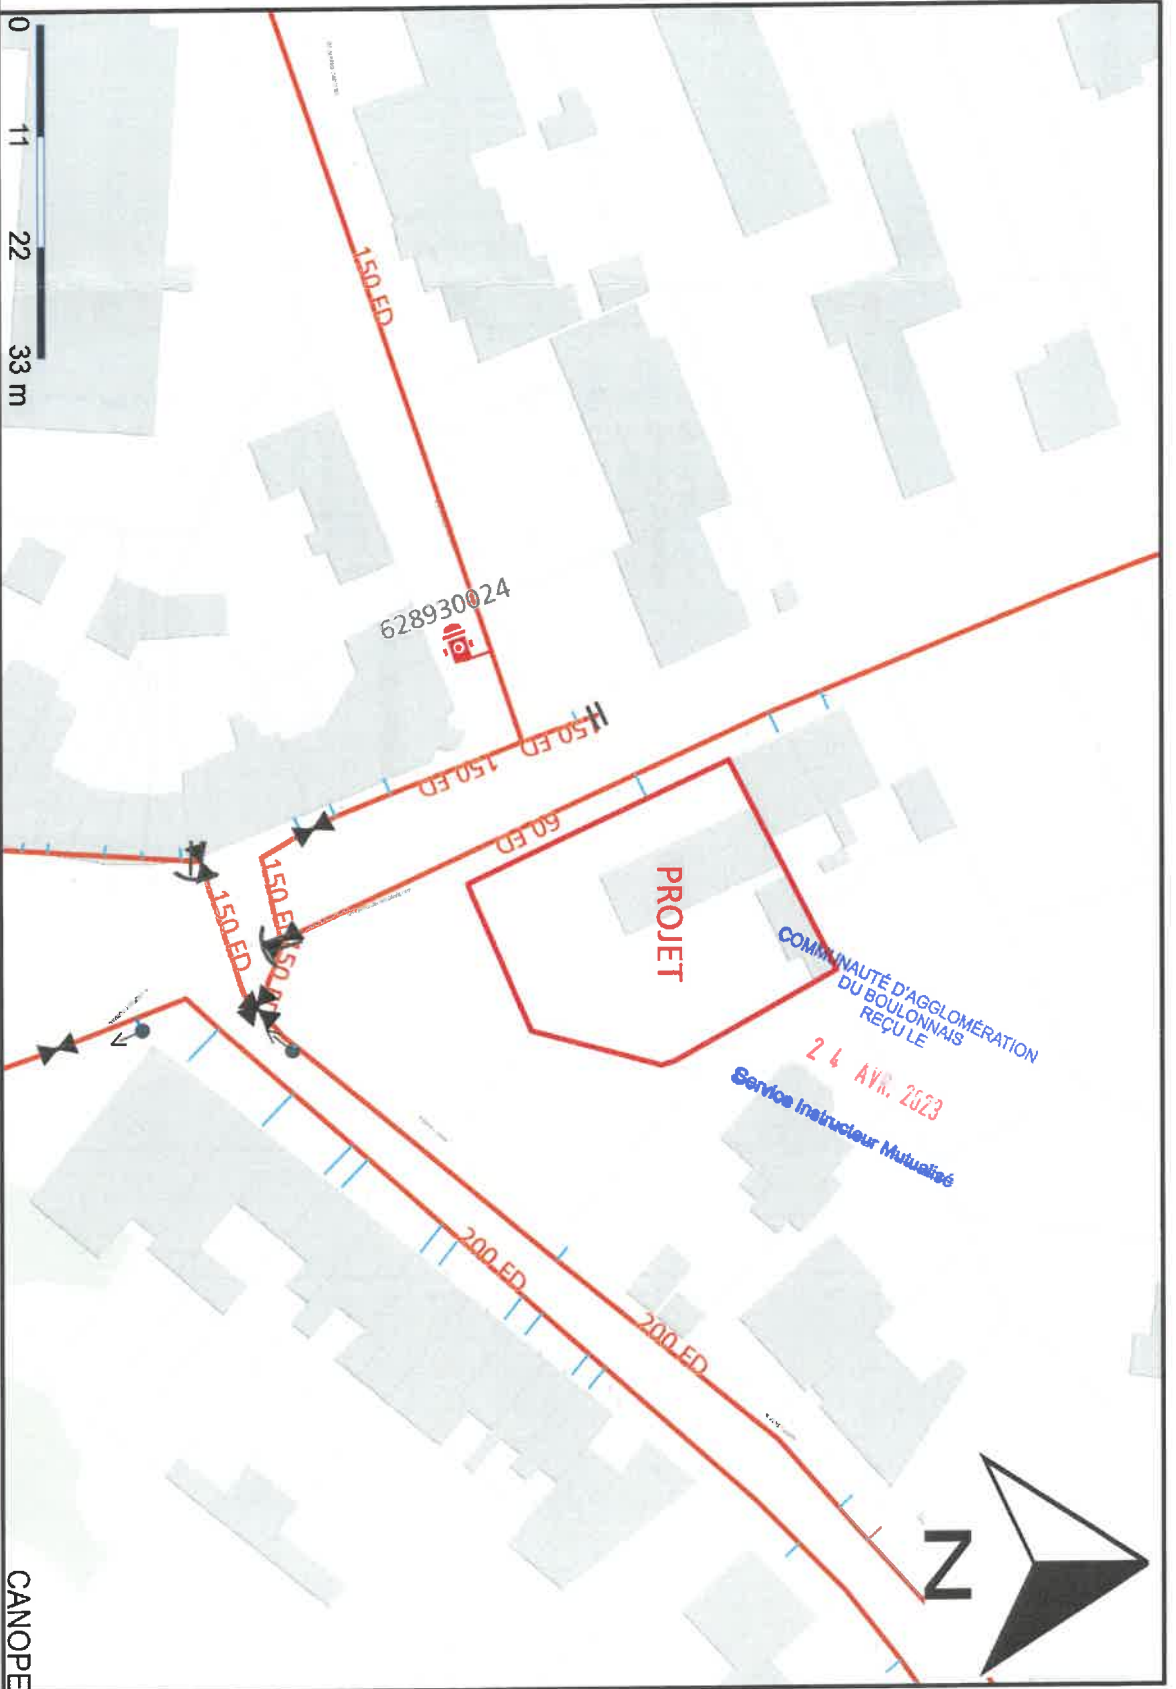 0 11 22 33 m
150 ED
628930024
150 ED
150 ED
60 ED
150 ED
150 ED
PROJET
COMMUNAUTÉ D'AGGLOMÉRATION
DU BOULONNAIS
REÇU LE
24 AVR. 2023
Service Instructeur Mutualisé
200 ED
200 ED
N
CANOPE